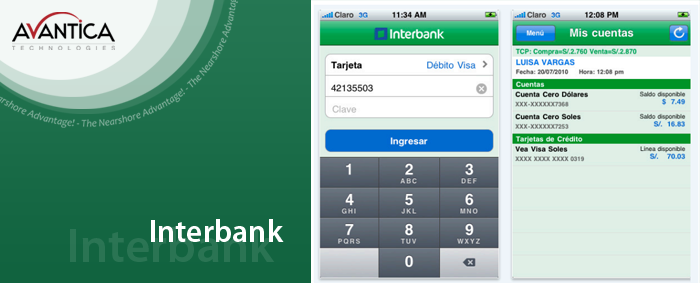 AVANTICA
TECHNOLOGIES
Nearshore Advantage! - The Nearshore Advantage! - The Nearshore Advantage!
Interbank
Interbank
Claro 3G 11:34 AM
Interbank
Tarjeta Débito Visa >
42135503
Clave
Ingresar
1 2 3
ABC DEF
4 5 6
GHI JKL MNO
7 8 9
PQRS TUV WXYZ
0
Claro 3G 12:08 PM
Menú Mis cuentas
TCP: Compra=S/.2.760 Venta=S/.2.870
LUISA VARGAS
Fecha: 20/07/2010 Hora: 12:08 pm
Cuentas
Cuenta Cero Dólares Saldo disponible
XXX-XXXXXX7368 $ 7.49
Cuenta Cero Soles Saldo disponible
XXX-XXXXXX7253 S/. 16.83
Tarjetas de Crédito
Vea Visa Soles Línea disponible
XXXX XXXX XXXX 0319 S/. 70.03